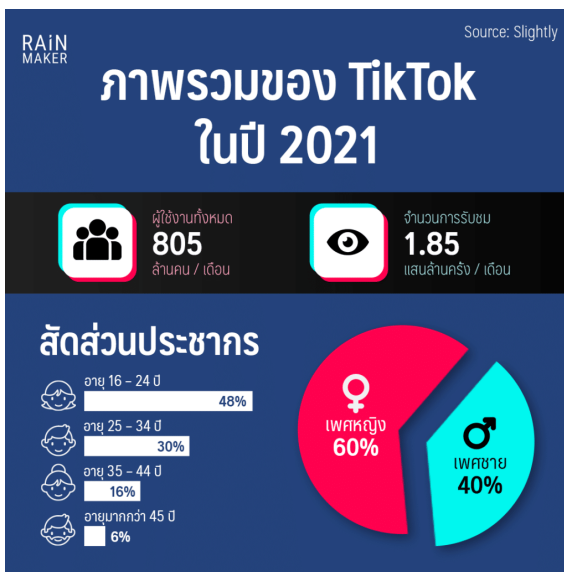 RAiN
MAKER
Source: Slightly
ภาพรวมของ TikTok
ในปี 2021
ผู้ใช้งานทั้งหมด
805
ล้านคน / เดือน
จำนวนการรับชม
1.85
แสนล้านครั้ง / เดือน
สัดส่วนประชากร
อายุ 16 – 24 ปี
48%
อายุ 25 – 34 ปี
30%
อายุ 35 – 44 ปี
16%
อายุมากกว่า 45 ปี
6%
เพศหญิง
60%
เพศชาย
40%